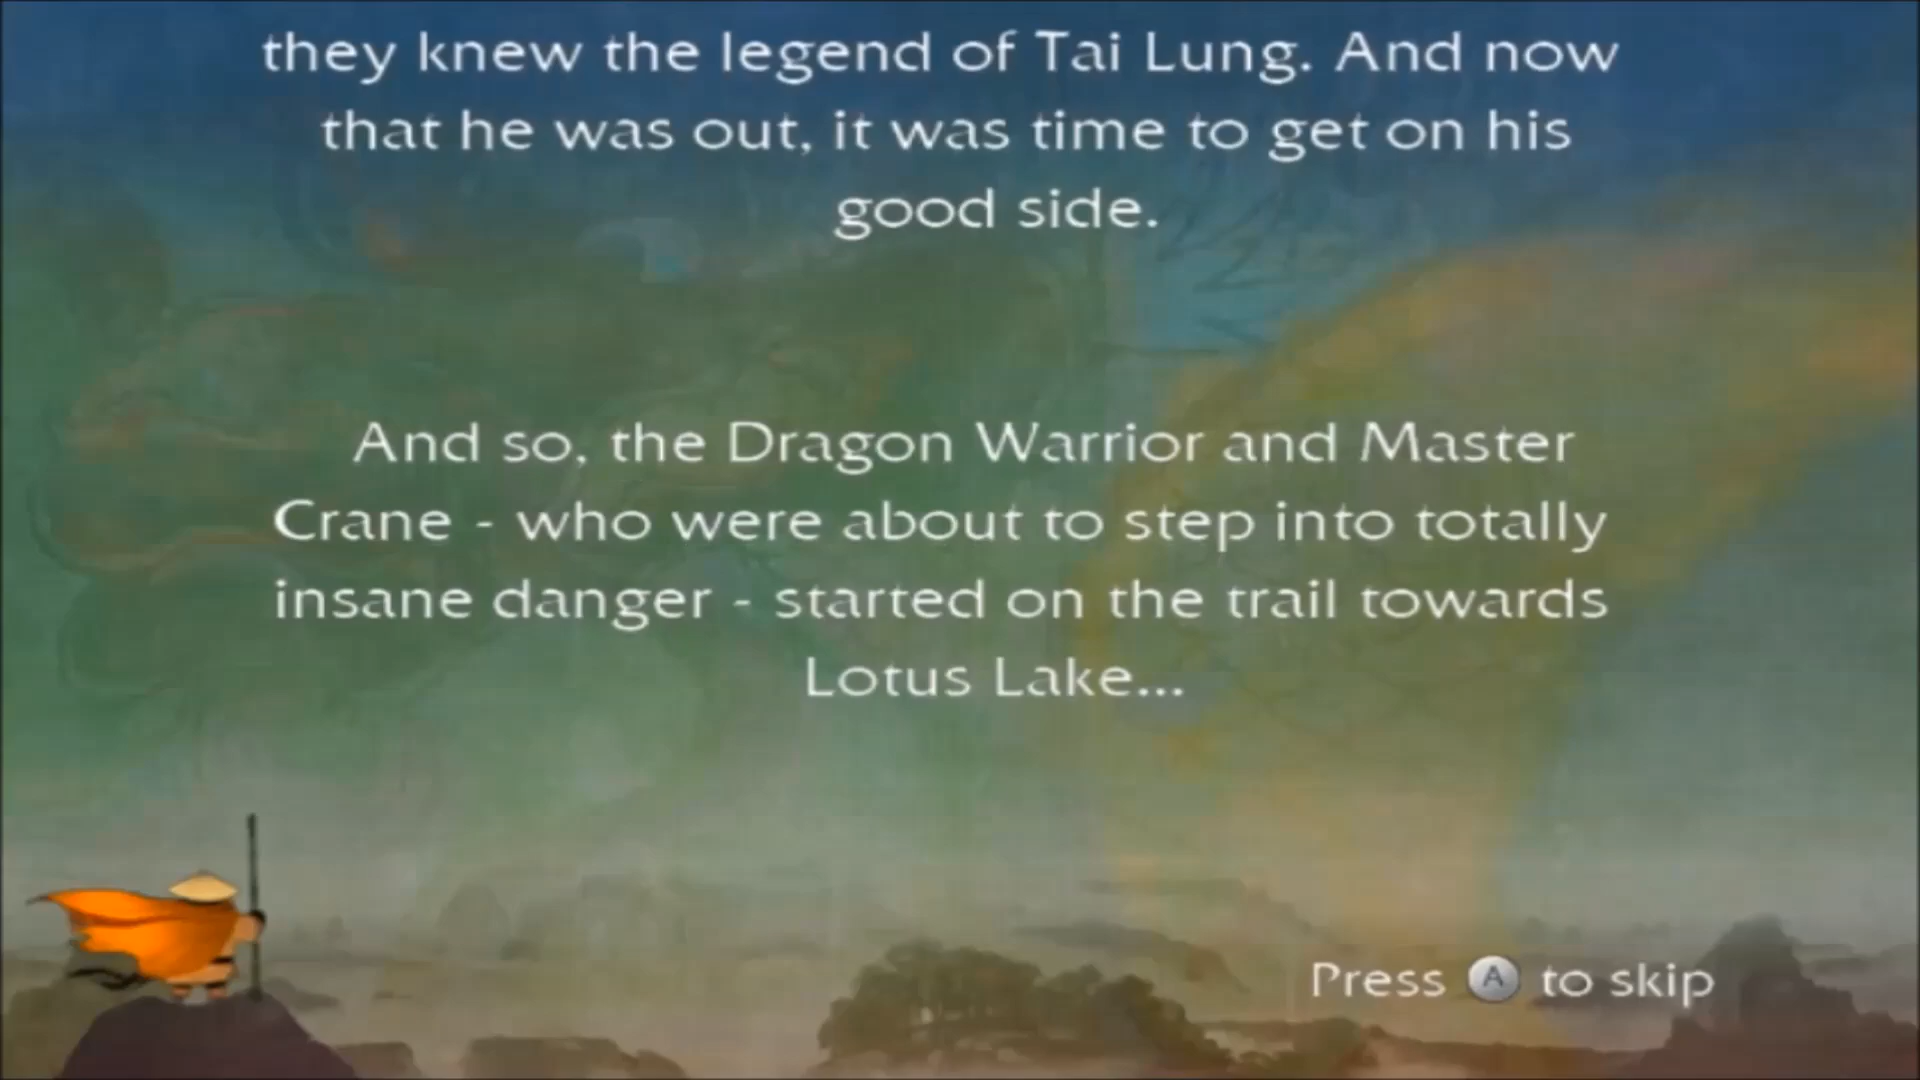 they knew the legend of Tai Lung. And now
that he was out, it was time to get on his
good side.
And so, the Dragon Warrior and Master
Crane - who were about to step into totally
insane danger - started on the trail towards
Lotus Lake...
Press A to skip